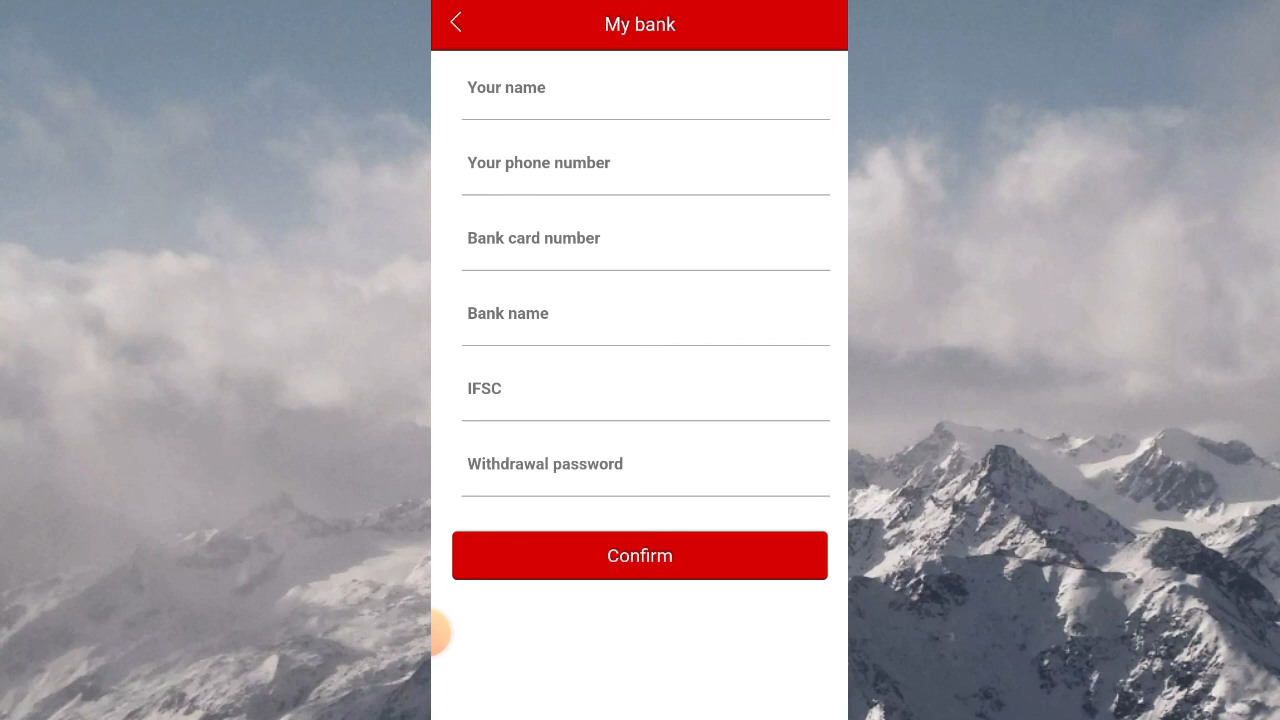 My bank
Your name
Your phone number
Bank card number
Bank name
IFSC
Withdrawal password
Confirm